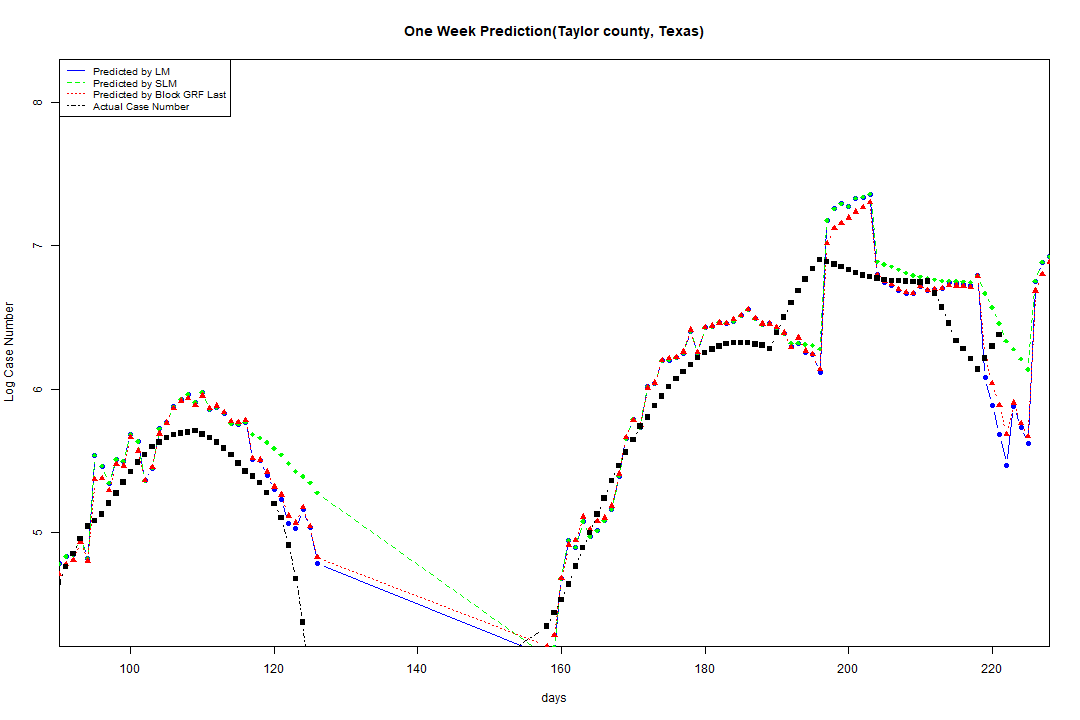 One Week Prediction(Taylor county, Texas)
Predicted by LM
Predicted by SLM
Predicted by Block GRF Last
Actual Case Number
8
7
6
5
Log Case Number
100 120 140 160 180 200 220
days